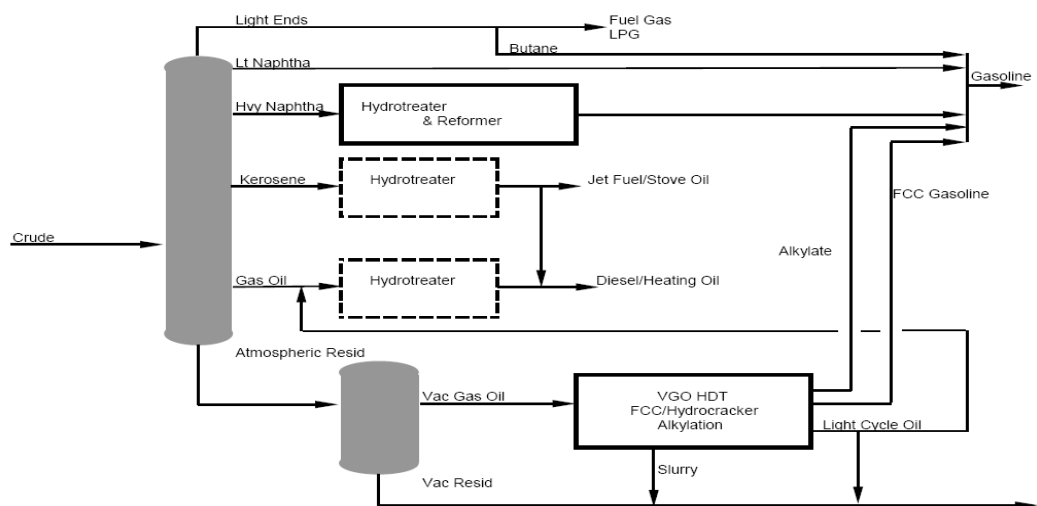 Light Ends
Fuel Gas
LPG
Butane
Lt Naphtha
Gasoline
Hvy Naphtha
Hydrotreater
& Reformer
Kerosene
Hydrotreater
Jet Fuel/Stove Oil
FCC Gasoline
Crude
Alkylate
Gas Oil
Hydrotreater
Diesel/Heating Oil
Atmospheric Resid
Vac Gas Oil
VGO HDT
FCC/Hydrocracker
Alkylation
Light Cycle Oil
Slurry
Vac Resid